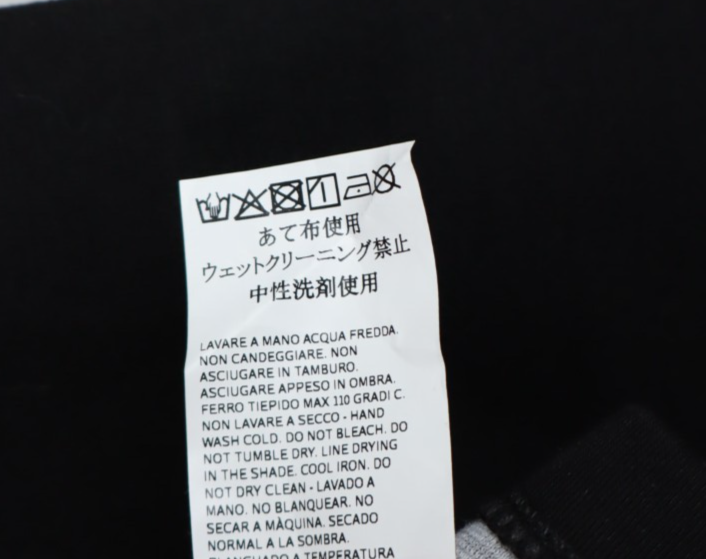 あて布使用
ウェットクリーニング禁止
中性洗剤使用
LAVARE A MANO ACQUA FREDDA.
NON CANDEGGIARE. NON
ASCIUGARE IN TAMBURO.
ASCIUGARE APPESO IN OMBRA.
FERRO TIEPIDO MAX 110 GRADI C.
NON LAVARE A SECCO - HAND
WASH COLD. DO NOT BLEACH. DO
NOT TUMBLE DRY. LINE DRYING
IN THE SHADE. COOL IRON. DO
NOT DRY CLEAN - LAVADO A
MANO. NO BLANQUEAR. NO
SECAR A MÀQUINA. SECADO
NORMAL A LA SOMBRA.
PLANCHADO A TEMPERATURA